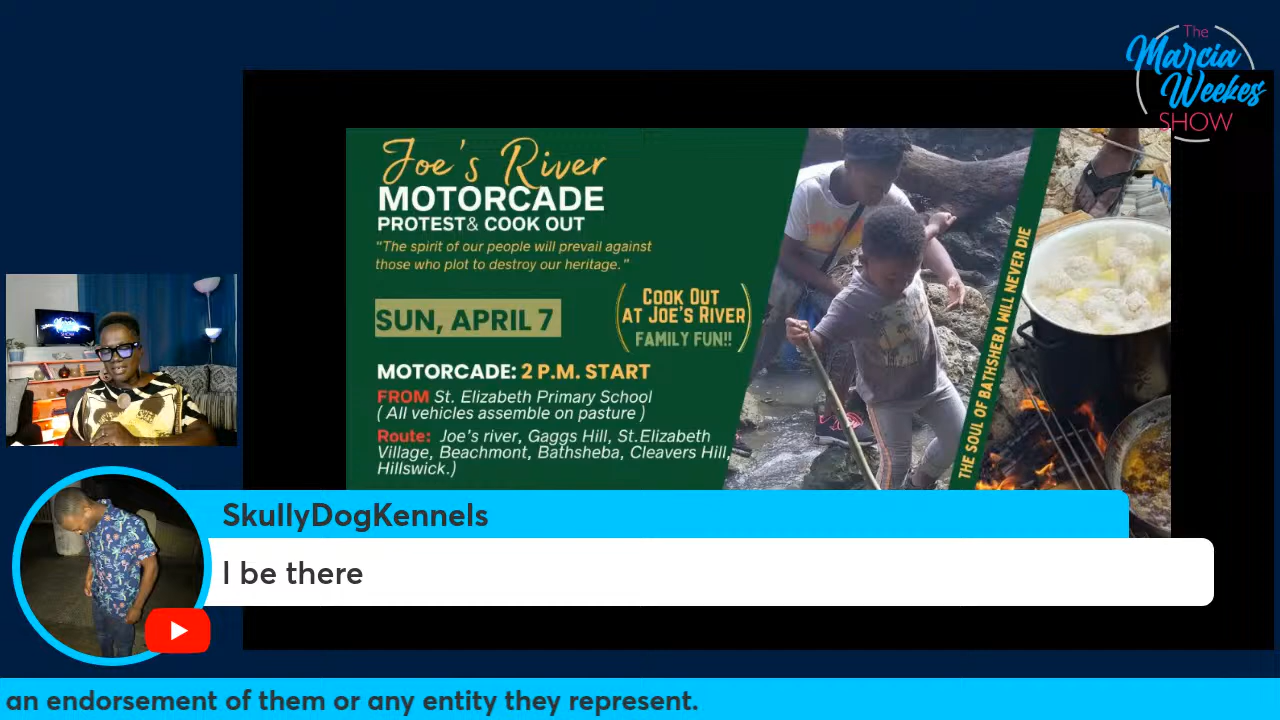 The
Marcia
Weekes
SHOW
Joe's River
MOTORCADE
PROTEST& COOK OUT
"The spirit of our people will prevail against
those who plot to destroy our heritage."
SUN, APRIL 7
COOK OUT
AT JOE'S RIVER
FAMILY FUN!!
MOTORCADE: 2 P.M. START
FROM St. Elizabeth Primary School
( All vehicles assemble on pasture )
Route: Joe's river, Gaggs Hill, St.Elizabeth
Village, Beachmont, Bathsheba, Cleavers Hill,
Hillswick.)
THE SOUL OF BATHSHEBA WILL NEVER DIE
SkullyDogKennels
I be there
an endorsement of them or any entity they represent.